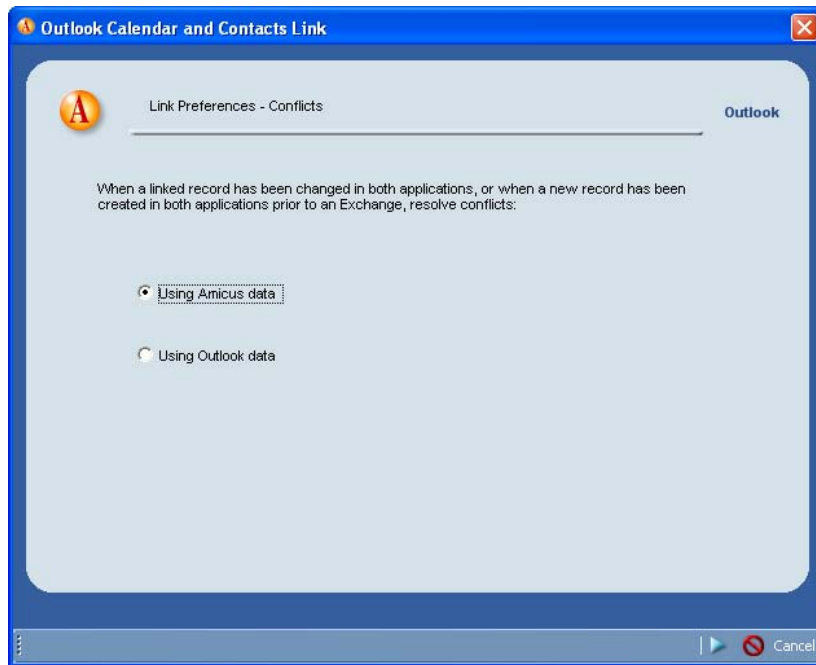 Outlook Calendar and Contacts Link
A
Link Preferences - Conflicts
Outlook
When a linked record has been changed in both applications, or when a new record has been
created in both applications prior to an Exchange, resolve conflicts:
Using Amicus data
Using Outlook data
Cancel